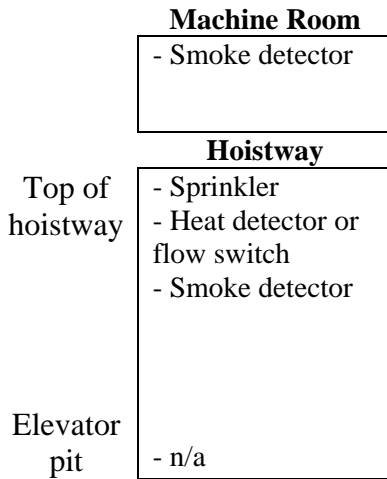 Machine Room
- Smoke detector
Hoistway
Top of
hoistway
- Sprinkler
- Heat detector or
flow switch
- Smoke detector
Elevator
pit
- n/a